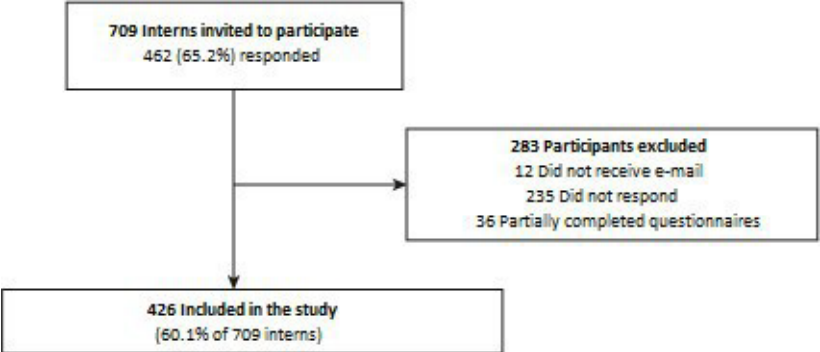 709 Interns invited to participate
462 (65.2%) responded
283 Participants excluded
12 Did not receive e-mail
235 Did not respond
36 Partially completed questionnaires
426 Included in the study
(60.1% of 709 interns)